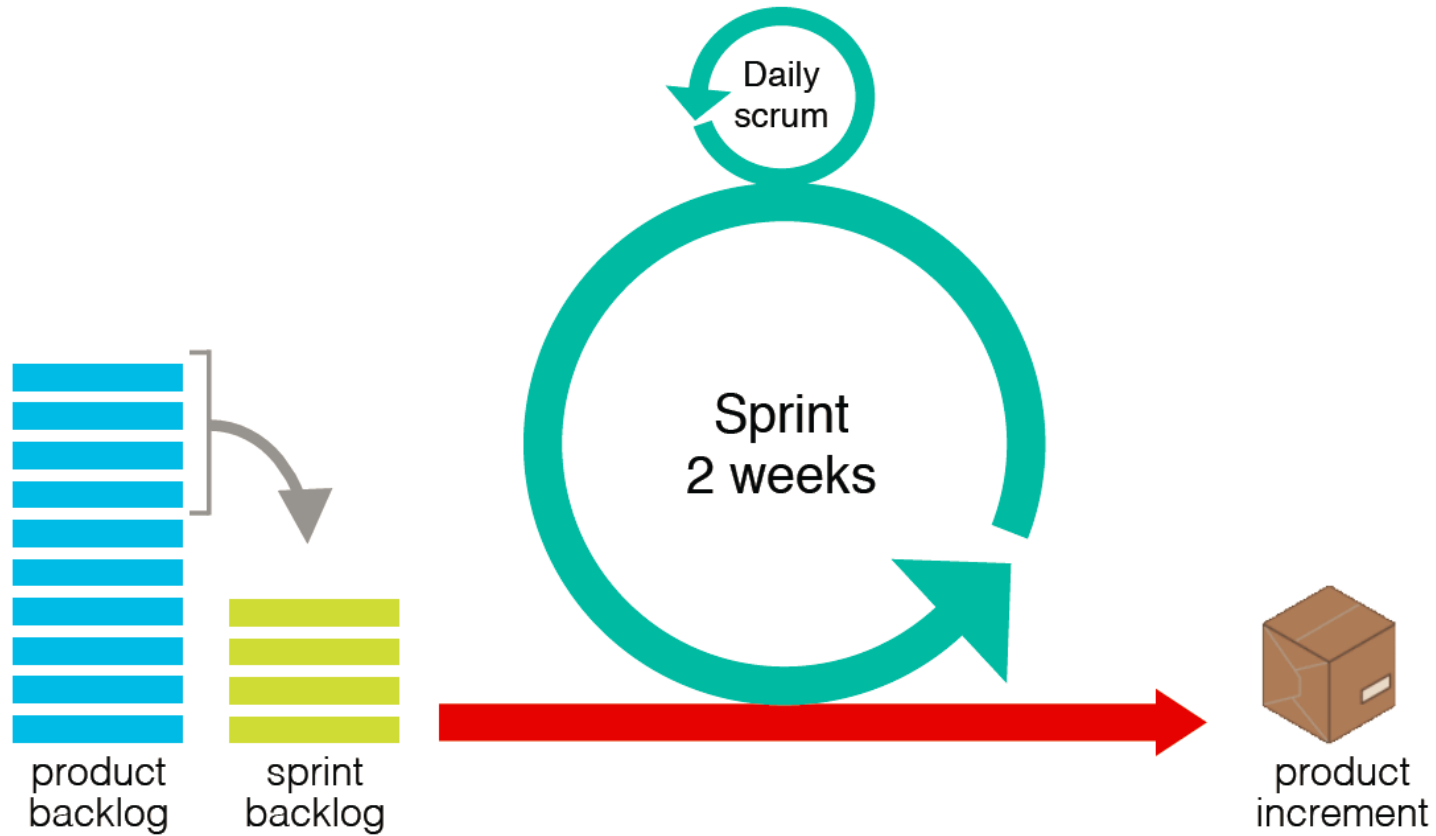 Daily
scrum
Sprint
2 weeks
product
backlog
sprint
backlog
product
increment